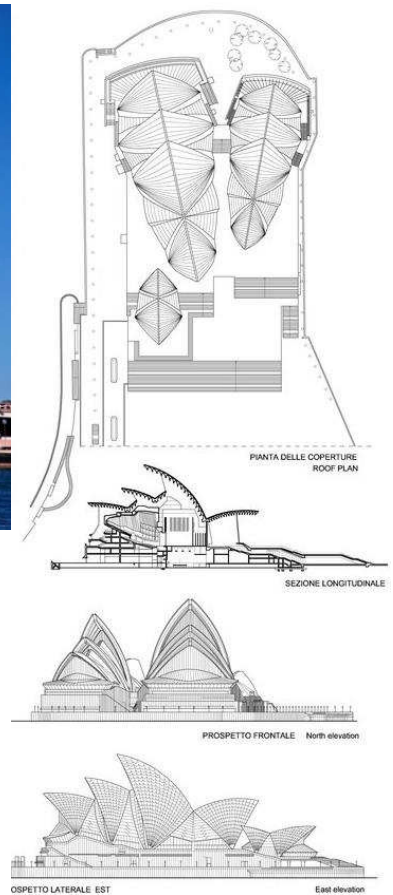 PIANTA DELLE COPERTURE
ROOF PLAN
SEZIONE LONGITUDINALE
PROSPETTO FRONTALE North elevation
OSPETTO LATERALE EST East elevation